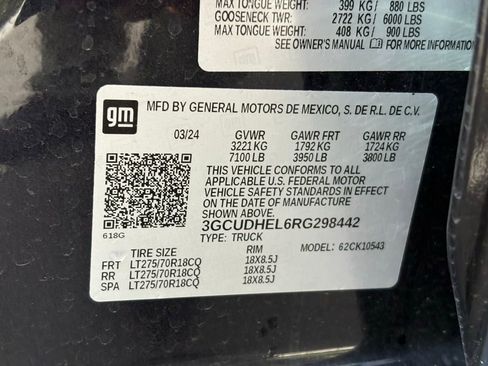 MAX TONGUE WEIGHT: 399 KG/ 880 LBS
GOOSENECK TWR: 2722 KG/ 6000 LBS
MAX TONGUE WEIGHT: 408 KG/ 900 LBS
SEE OWNER'S MANUAL FOR MORE INFORM
gm
MFD BY GENERAL MOTORS DE MEXICO, S. DE R.L. DE C.V.
03/24 GVWR GAWR FRT GAWR RR
3221 KG 1792 KG 1724 KG
7100 LB 3950 LB 3800 LB
THIS VEHICLE CONFORMS TO ALL
APPLICABLE U.S. FEDERAL MOTOR
VEHICLE SAFETY STANDARDS IN EFFECT
ON THE DATE OF MANUFACTURE
SHOWN ABOVE.
3GCUDHEL6RG298442
618G
TYPE: TRUCK MODEL: 62CK10543
TIRE SIZE RIM
FRT LT275/70R18CQ 18X8.5J
RR LT275/70R18CQ 18X8.5J
SPA LT275/70R18CQ 18X8.5J